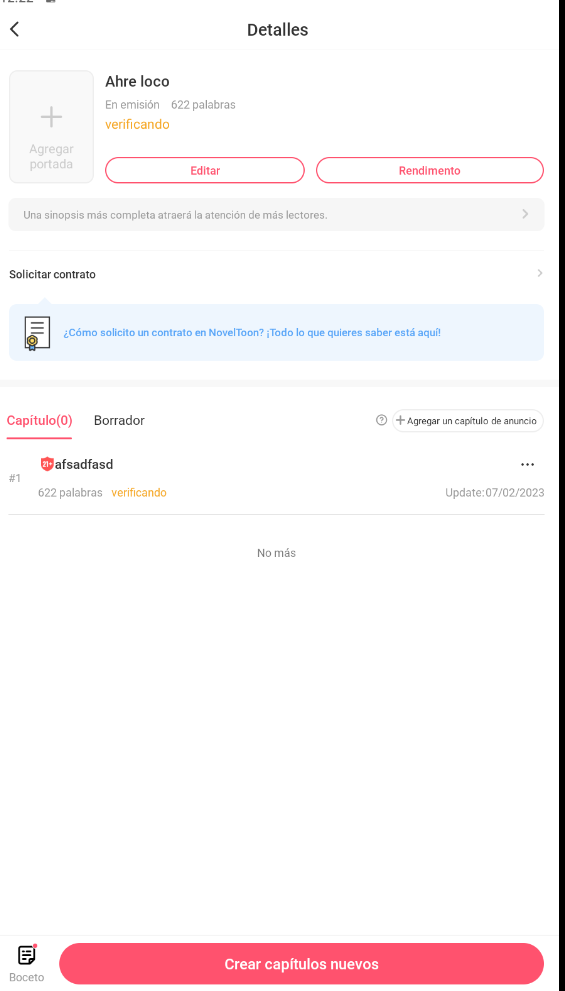 Detalles
Ahre loco
En emisión 622 palabras
verificando
Agregar
portada
Editar
Rendimento
Una sinopsis más completa atraerá la atención de más lectores.
Solicitar contrato
¿Cómo solicito un contrato en NovelToon? ¡Todo lo que quieres saber está aquí!
Capítulo(0)
Borrador
Agregar un capítulo de anuncio
21+ afsadfasd
#1
622 palabras verificando
Update:07/02/2023
No más
Boceto
Crear capítulos nuevos